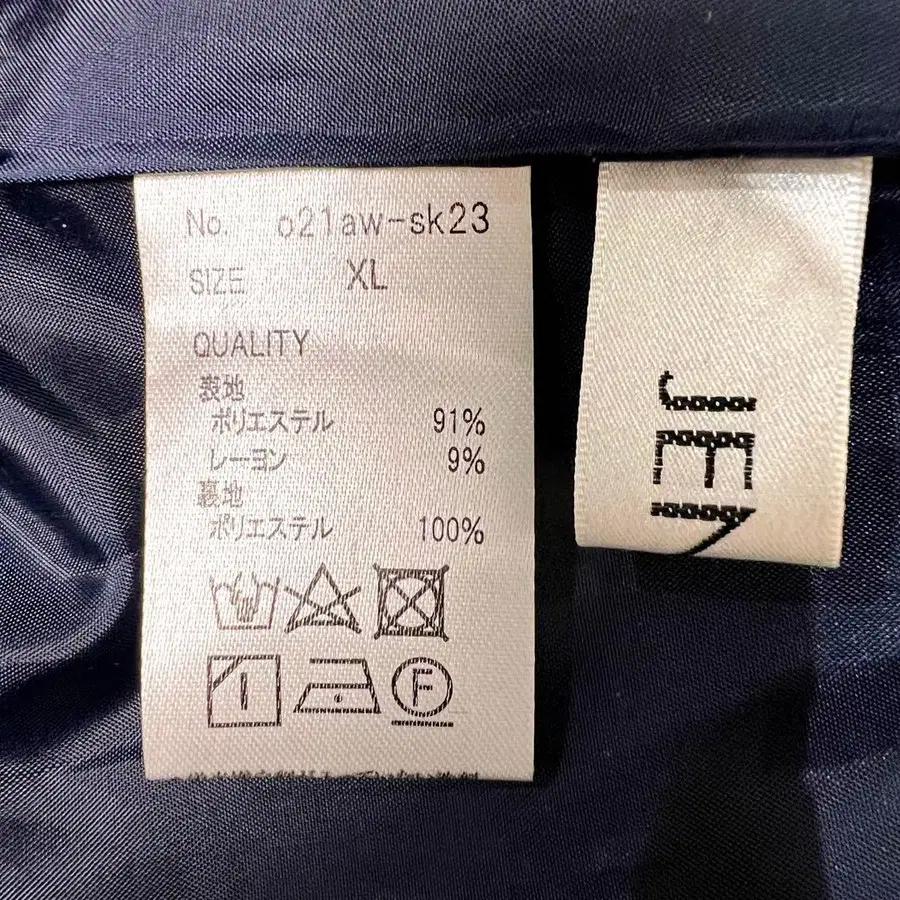 No. o21aw-sk23
SIZE XL
QUALITY
表地
ポリエステル 91%
レーヨン 9%
裏地
ポリエステル 100%
F
JEN